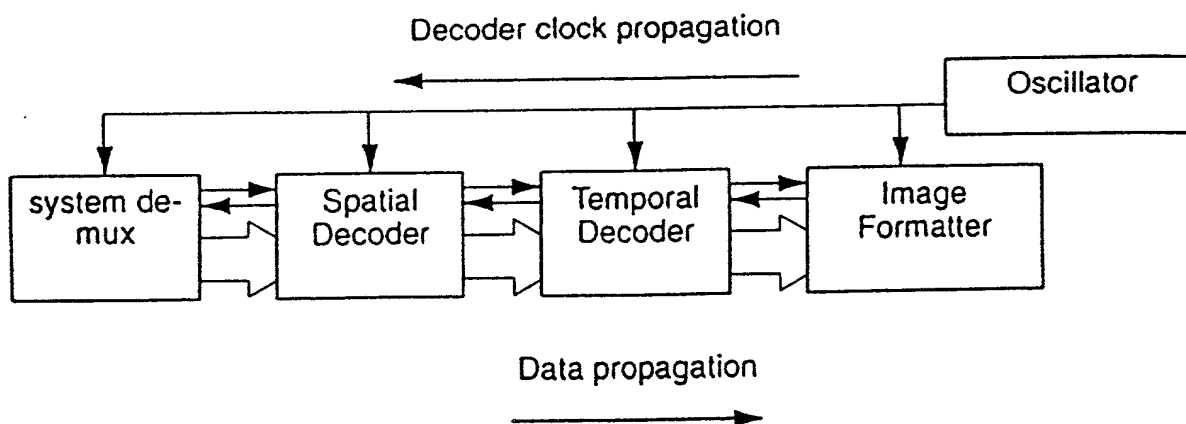 Decoder clock propagation
Oscillator
system de-
mux
Spatial
Decoder
Temporal
Decoder
Image
Formatter
Data propagation